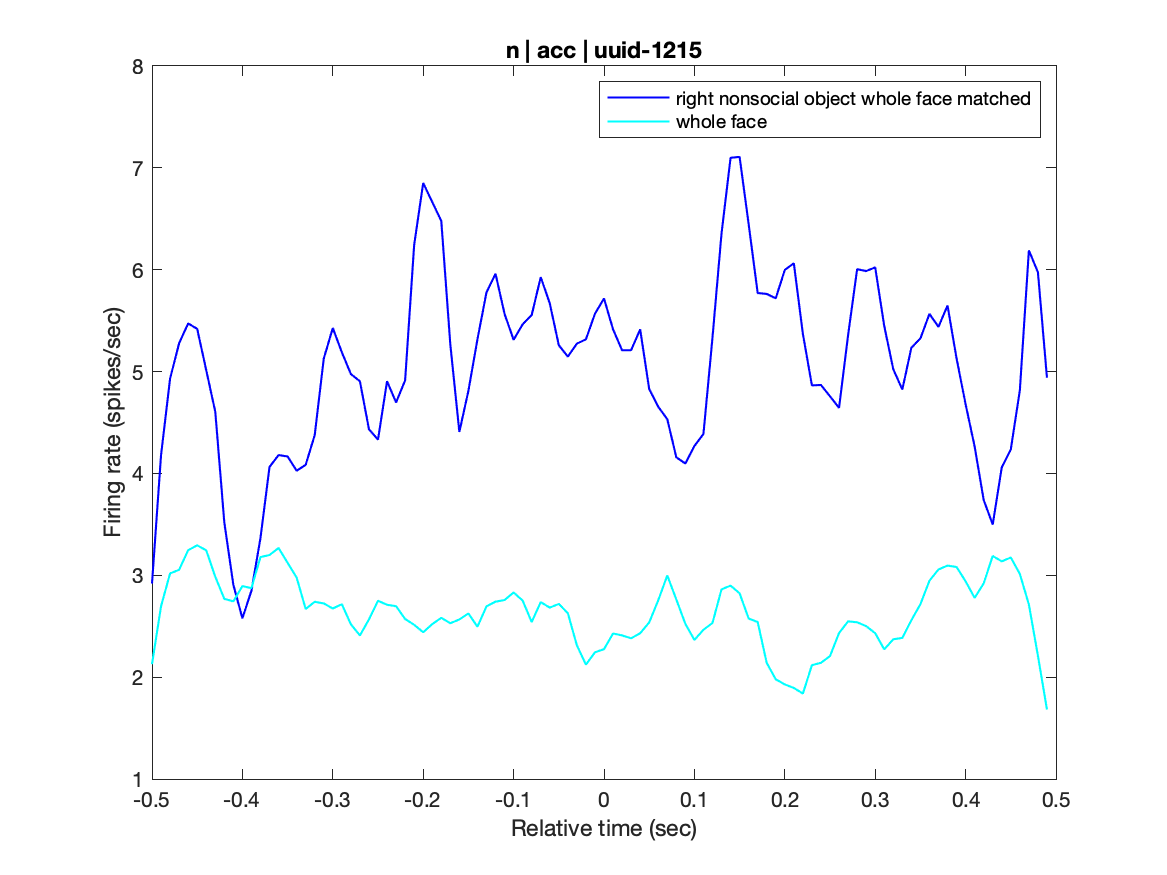 n | acc | uuid-1215
right nonsocial object whole face matched
whole face
Firing rate (spikes/sec)
8
7
6
5
4
3
2
1
-0.5 -0.4 -0.3 -0.2 -0.1 0 0.1 0.2 0.3 0.4 0.5
Relative time (sec)